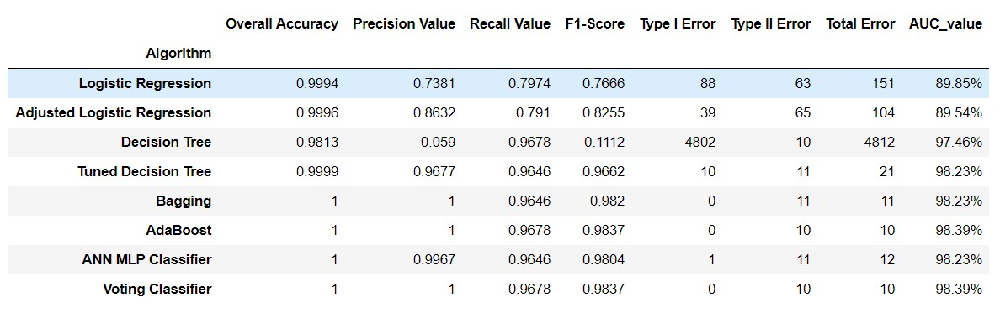 Overall Accuracy Precision Value Recall Value F1-Score Type I Error Type II Error Total Error AUC_value
Algorithm
Logistic Regression 0.9994 0.7381 0.7974 0.7666 88 63 151 89.85%
Adjusted Logistic Regression 0.9996 0.8632 0.791 0.8255 39 65 104 89.54%
Decision Tree 0.9813 0.059 0.9678 0.1112 4802 10 4812 97.46%
Tuned Decision Tree 0.9999 0.9677 0.9646 0.9662 10 11 21 98.23%
Bagging 1 1 0.9646 0.982 0 11 11 98.23%
AdaBoost 1 1 0.9678 0.9837 0 10 10 98.39%
ANN MLP Classifier 1 0.9967 0.9646 0.9804 1 11 12 98.23%
Voting Classifier 1 1 0.9678 0.9837 0 10 10 98.39%